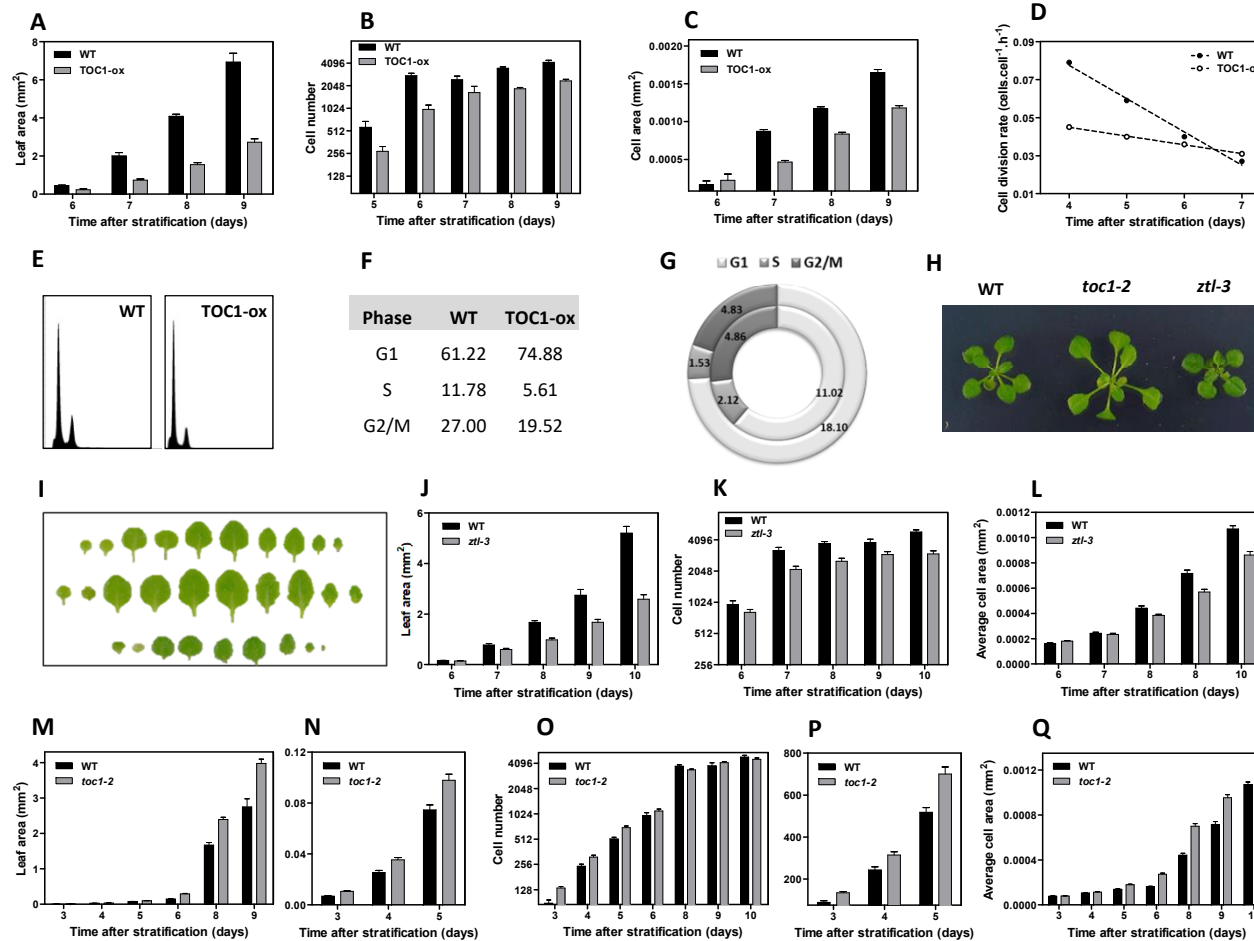 A
WT
TOC1-ox
Leaf area (mm²)
8
6
4
2
0
6 7 8 9
Time after stratification (days)
B
WT
TOC1-ox
Cell number
4096
2048
1024
512
256
128
5 6 7 8 9
Time after stratification (days)
C
WT
TOC1-ox
Cell area (mm²)
0.0020
0.0015
0.0010
0.0005
6 7 8 9
Time after stratification (days)
D
WT
TOC1-o
Cell division rate (cells.cell⁻¹.h⁻¹)
0.09
0.07
0.05
0.03
0.01
4 5 6 7
Time after stratification (days)
E
WT
TOC1-ox
F
Phase WT TOC1-ox
G1 61.22 74.88
S 11.78 5.61
G2/M 27.00 19.52
G
G1 S G2/M
4.83
4.86
1.53
2.12
11.02
18.10
H
WT toc1-2 ztl-3
I
J
WT
ztl-3
Leaf area (mm²)
6
4
2
0
6 7 8 9 10
Time after stratification (days)
K
WT
ztl-3
Cell number
4096
2048
1024
512
256
6 7 8 9 10
Time after stratification (days)
L
WT
ztl-3
Average cell area (mm²)
0.0012
0.0010
0.0008
0.0006
0.0004
0.0002
0.0000
6 7 8 8 10
Time after stratification (days)
M
WT
toc1-2
Leaf area (mm²)
4
3
2
1
0
3 4 5 6 8 9
Time after stratification (days)
N
WT
toc1-2
0.12
0.08
0.04
0.00
3 4 5
Time after stratification (days)
O
WT
toc1-2
Cell number
4096
2048
1024
512
256
128
3 4 5 6 8 9 10
Time after stratification (days)
P
WT
toc1-2
800
600
400
200
3 4 5
Time after stratification (days)
Q
WT
toc1-2
Average cell area (mm²)
0.0012
0.0008
0.0004
0.0000
3 4 5 6 8 9 1
Time after stratification (days)